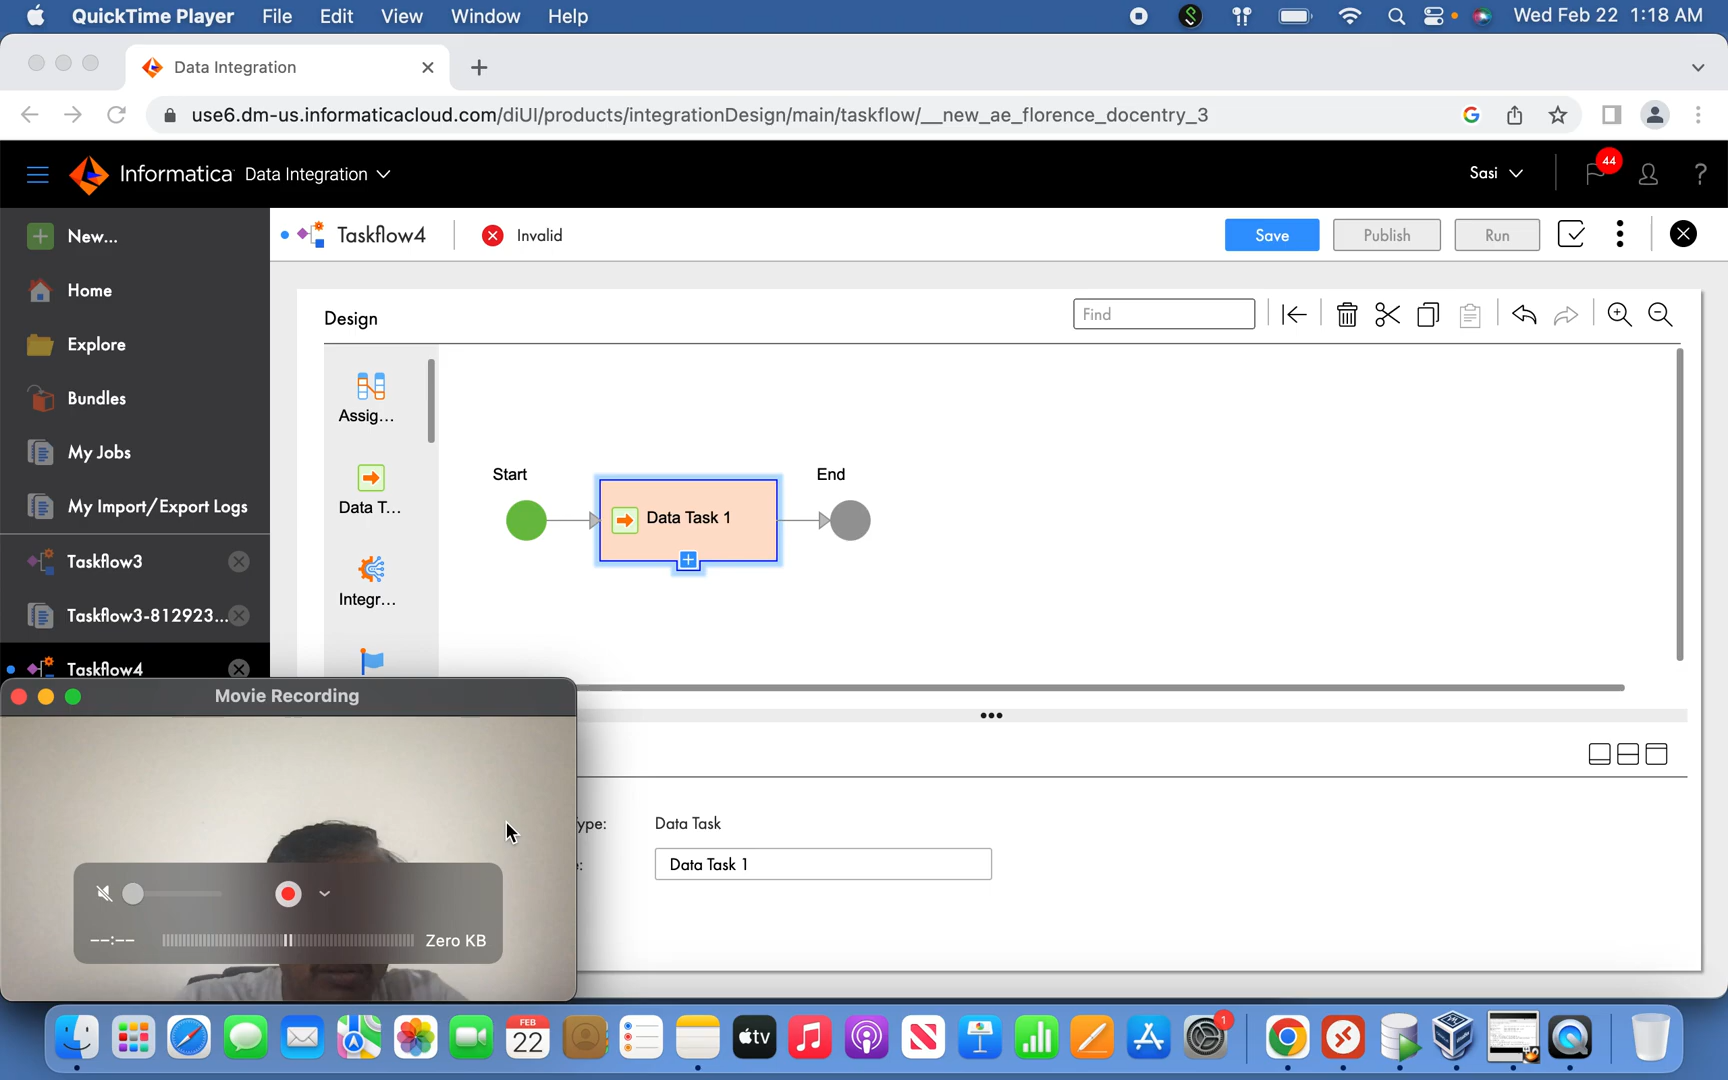 QuickTime Player File Edit View Window Help Wed Feb 22 1:18 AM
Data Integration
use6.dm-us.informaticacloud.com/diUI/products/integrationDesign/main/taskflow/__new_ae_florence_docentry_3
Informatica Data Integration Sasi 44 ?
New...
Home
Explore
Bundles
My Jobs
My Import/Export Logs
Taskflow3
Taskflow3-812923...
Taskflow4
Taskflow4 Invalid Save Publish Run
Design Find
Assig...
Data T...
Integr...
Start
Data Task 1
End
Movie Recording
--:-- Zero KB
ype: Data Task
: Data Task 1
FEB
22
tv
1